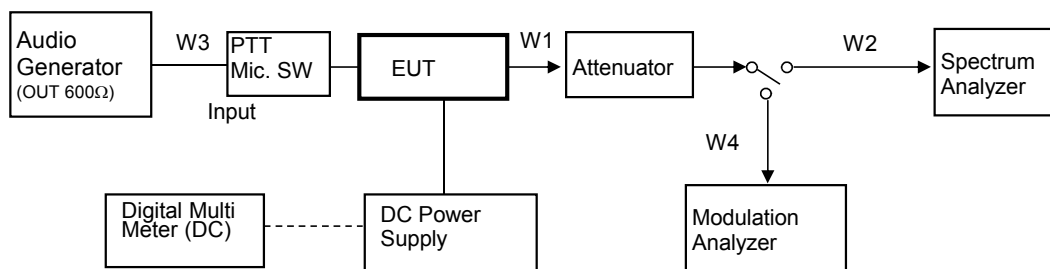 Audio
Generator
(OUT 600Ω)
W3
PTT
Mic. SW
Input
EUT
W1
Attenuator
W2
Spectrum
Analyzer
W4
Digital Multi
Meter (DC)
DC Power
Supply
Modulation
Analyzer